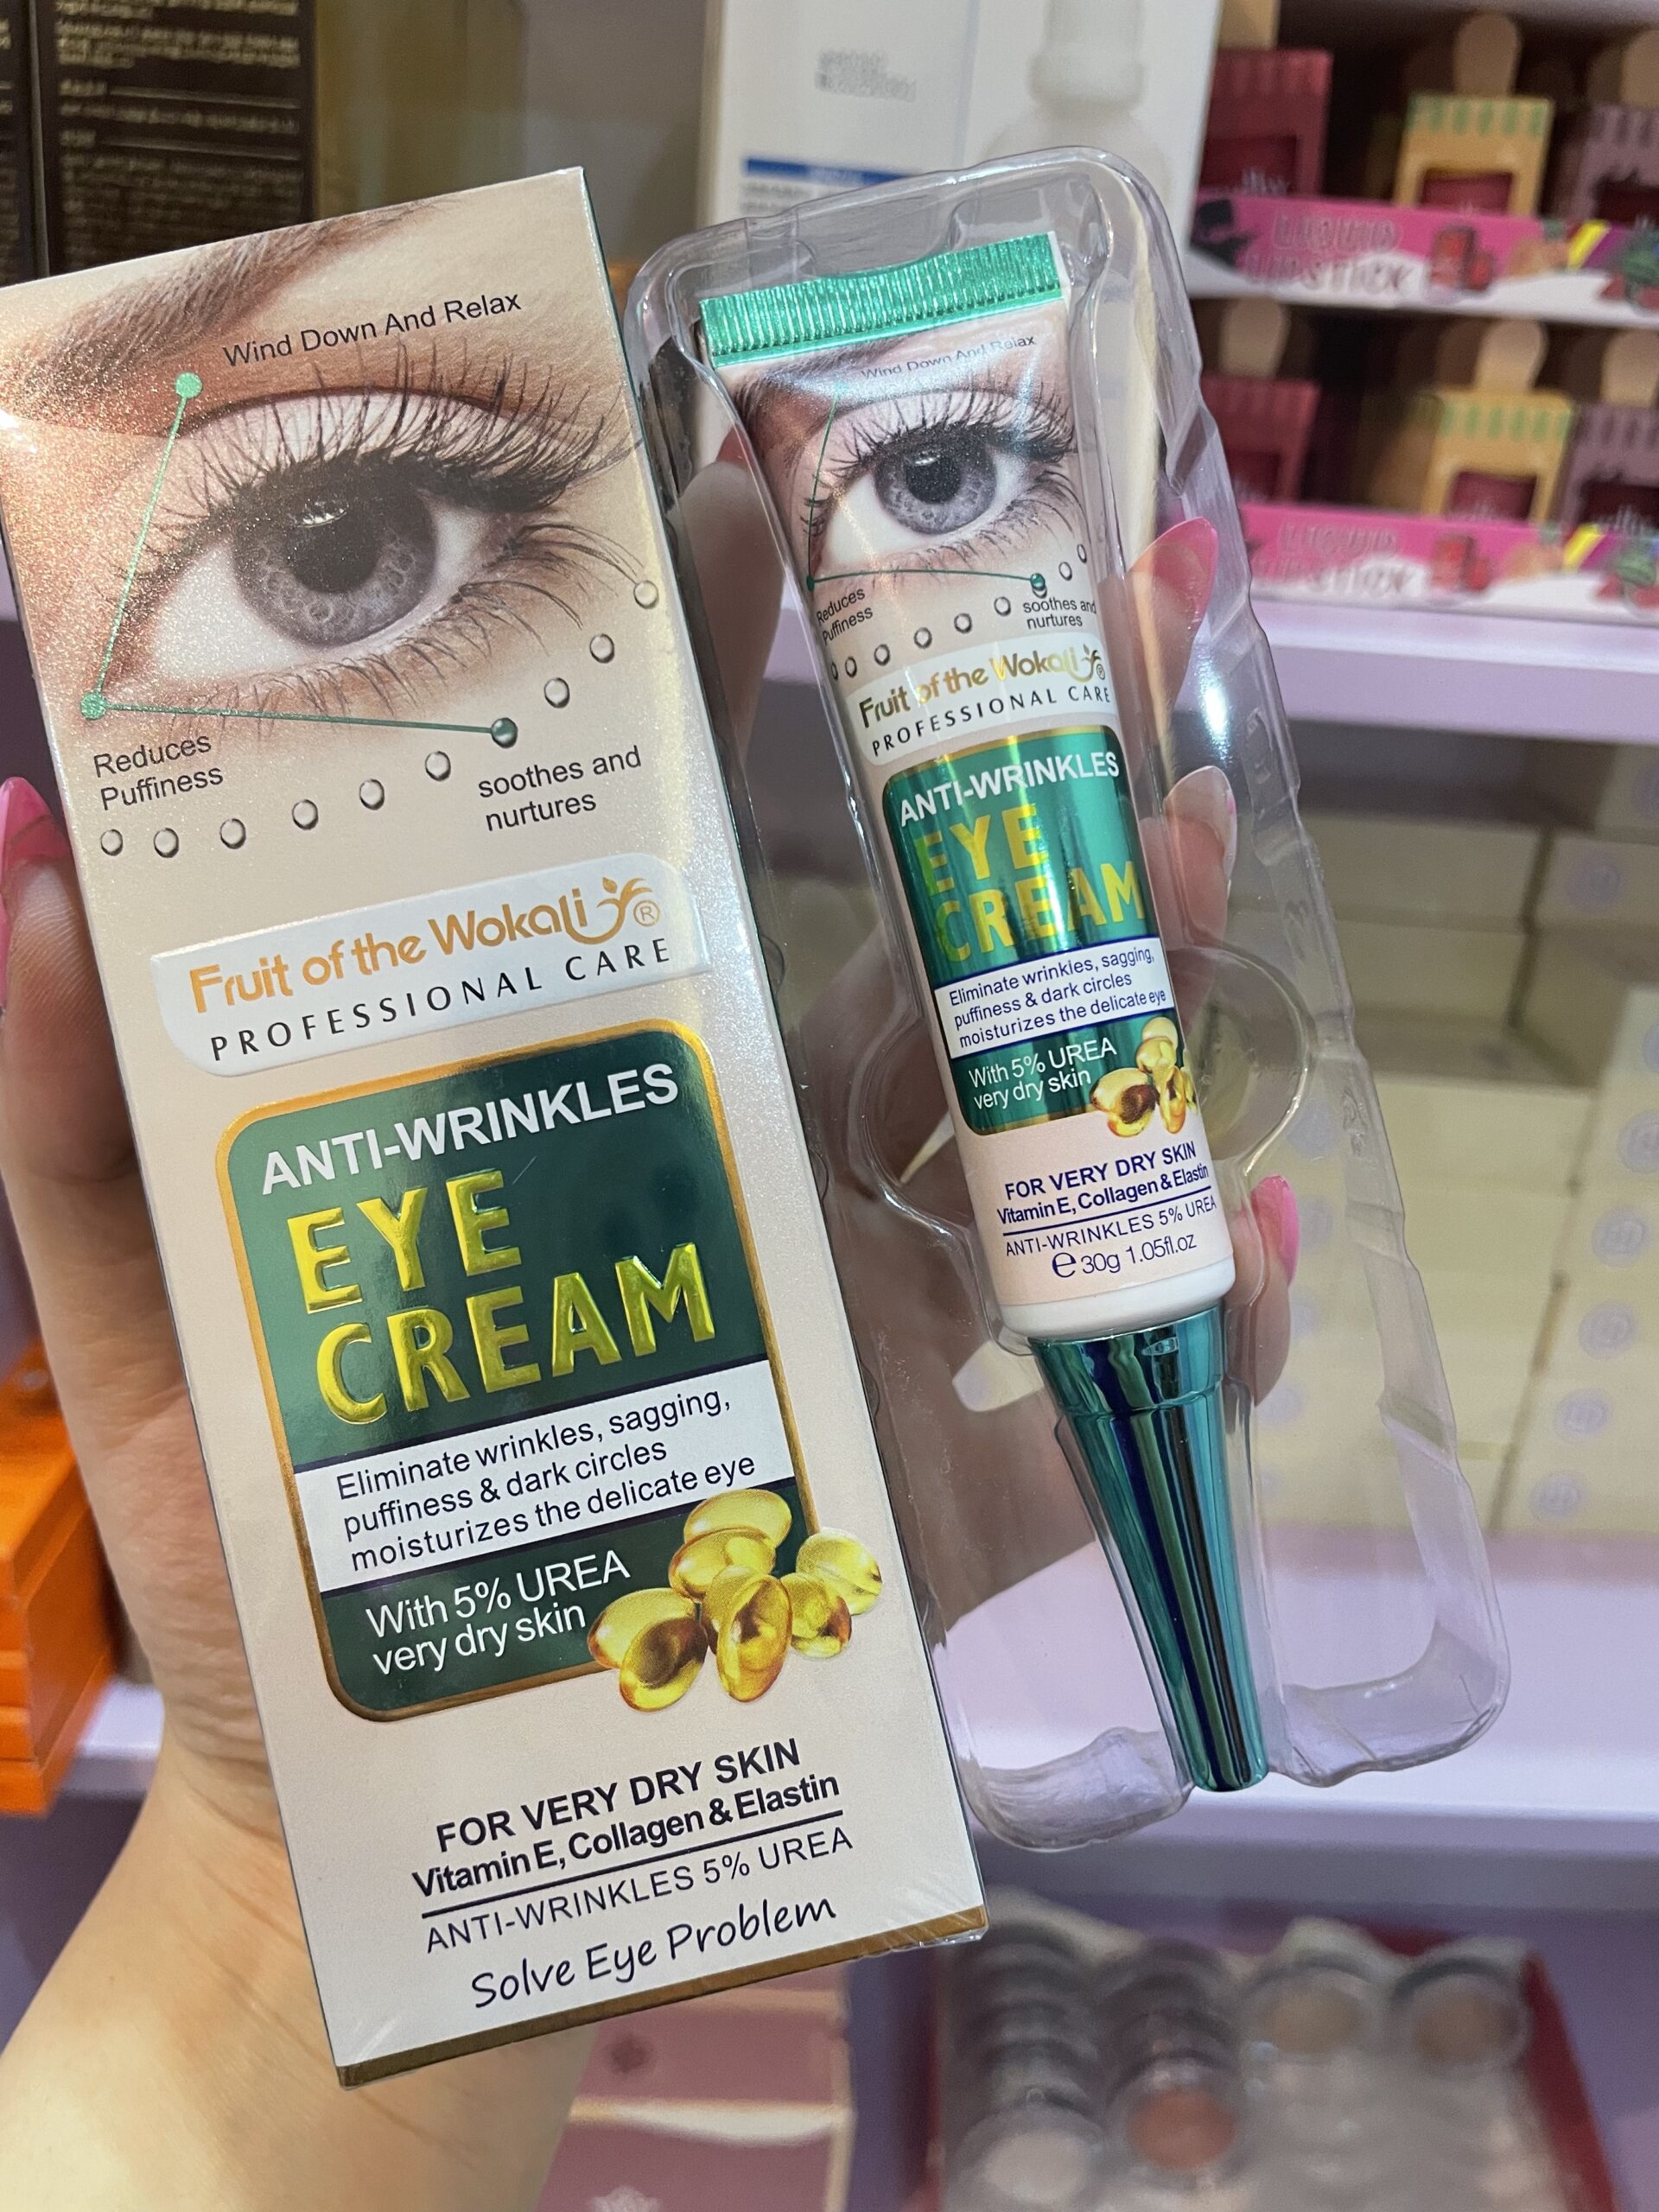 Wind Down And Relax
Reduces
Puffiness
soothes and
nurtures
Fruit of the Wokali ®
PROFESSIONAL CARE
ANTI-WRINKLES
EYE
CREAM
Eliminate wrinkles, sagging,
puffiness & dark circles
moisturizes the delicate eye
With 5% UREA
very dry skin
FOR VERY DRY SKIN
Vitamin E, Collagen & Elastin
ANTI-WRINKLES 5% UREA
Solve Eye Problem
Wind Down And Relax
Reduces
Puffiness
soothes and
nurtures
Fruit of the Wokali ®
PROFESSIONAL CARE
ANTI-WRINKLES
EYE
CREAM
Eliminate wrinkles, sagging,
puffiness & dark circles
moisturizes the delicate eye
With 5% UREA
very dry skin
FOR VERY DRY SKIN
Vitamin E, Collagen & Elastin
ANTI-WRINKLES 5% UREA
℮ 30g 1.05fl.oz
LIQUID
LIPSTICK
LIQUID
LIPSTICK